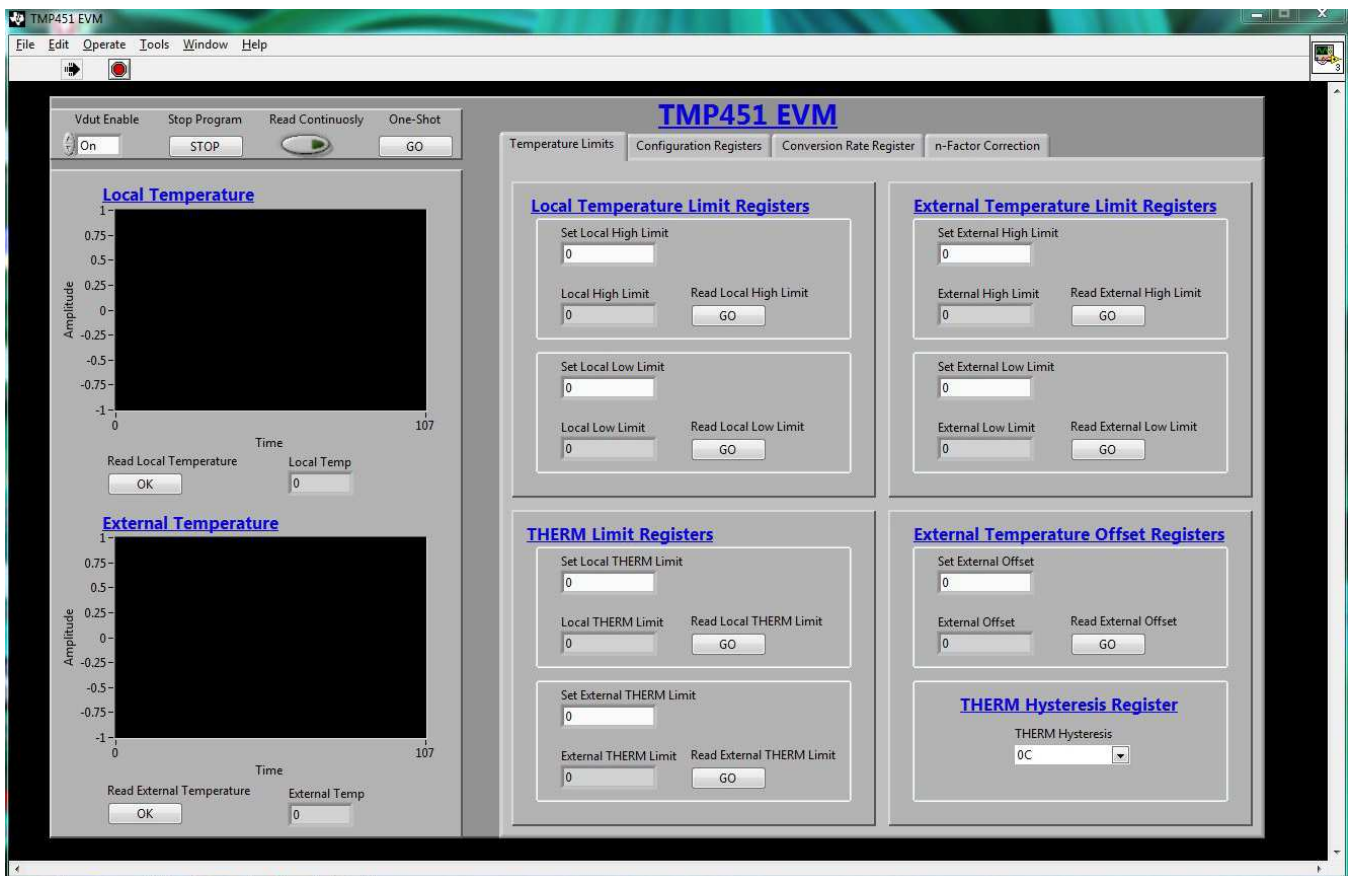 TMP451 EVM
File Edit Operate Tools Window Help
3
Vdut Enable Stop Program Read Continuosly One-Shot
On STOP GO
TMP451 EVM
Temperature Limits Configuration Registers Conversion Rate Register n-Factor Correction
Local Temperature
1
0.75
0.5
0.25
0
-0.25
-0.5
-0.75
-1
Amplitude
0 107
Time
Read Local Temperature Local Temp
OK 0
External Temperature
1
0.75
0.5
0.25
0
-0.25
-0.5
-0.75
-1
Amplitude
0 107
Time
Read External Temperature External Temp
OK 0
Local Temperature Limit Registers
Set Local High Limit
0
Local High Limit Read Local High Limit
0 GO
Set Local Low Limit
0
Local Low Limit Read Local Low Limit
0 GO
External Temperature Limit Registers
Set External High Limit
0
External High Limit Read External High Limit
0 GO
Set External Low Limit
0
External Low Limit Read External Low Limit
0 GO
THERM Limit Registers
Set Local THERM Limit
0
Local THERM Limit Read Local THERM Limit
0 GO
Set External THERM Limit
0
External THERM Limit Read External THERM Limit
0 GO
External Temperature Offset Registers
Set External Offset
0
External Offset Read External Offset
0 GO
THERM Hysteresis Register
THERM Hysteresis
0C